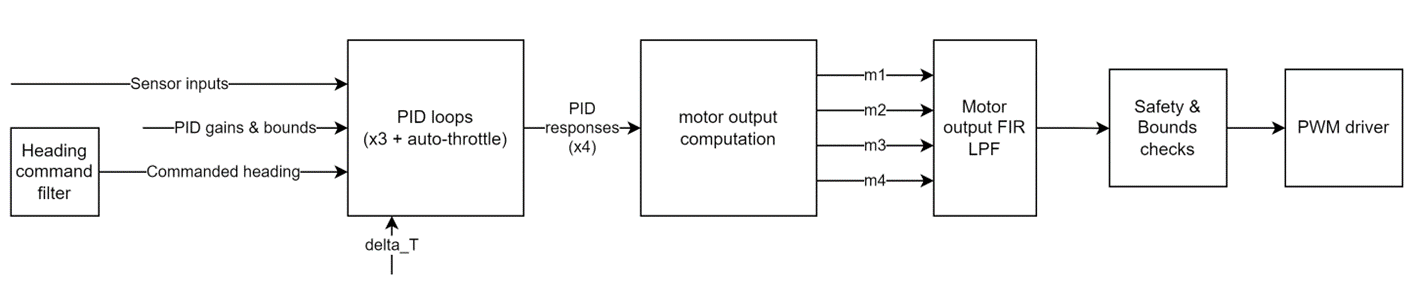 Sensor inputs
PID gains & bounds
Heading
command
filter
Commanded heading
delta_T
PID loops
(x3 + auto-throttle)
PID
responses
(x4)
motor output
computation
m1
m2
m3
m4
Motor
output FIR
LPF
Safety &
Bounds
checks
PWM driver